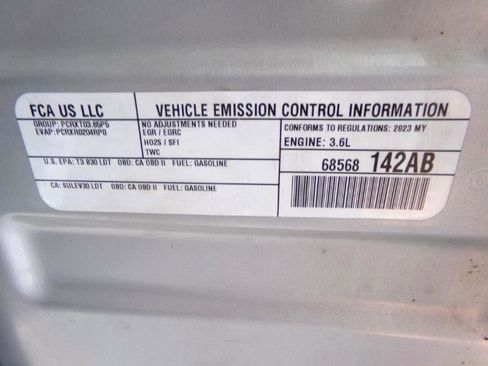 FCA US LLC
VEHICLE EMISSION CONTROL INFORMATION
GROUP: PCRXT03.65P5
EVAP: PCRXR0204RP0
NO ADJUSTMENTS NEEDED
EGR / EGRC
HO2S / SFI
TWC
CONFORMS TO REGULATIONS: 2023 MY
ENGINE: 3.6L
U.S. EPA: T3 B30 LDT OBD: CA OBD II FUEL: GASOLINE
CA: SULEV30 LDT OBD: CA OBD II FUEL: GASOLINE
68568 142AB